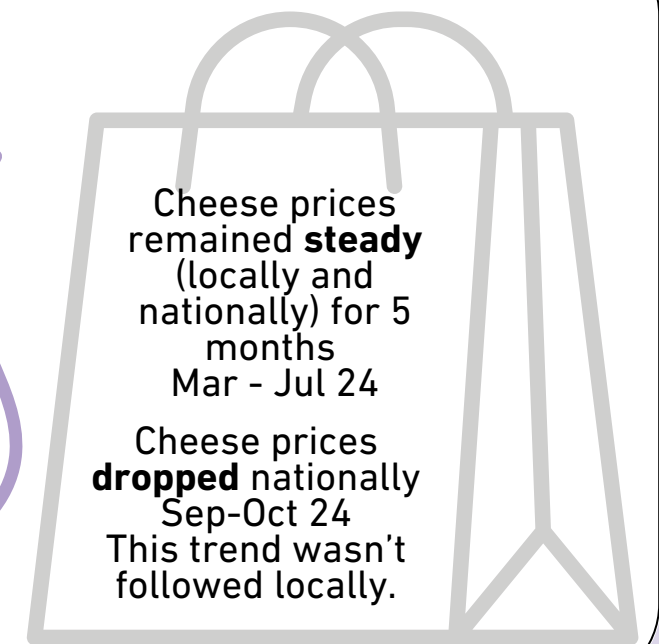 Cheese prices
remained steady
(locally and
nationally) for 5
months
Mar - Jul 24
Cheese prices
dropped nationally
Sep-Oct 24
This trend wasn't
followed locally.